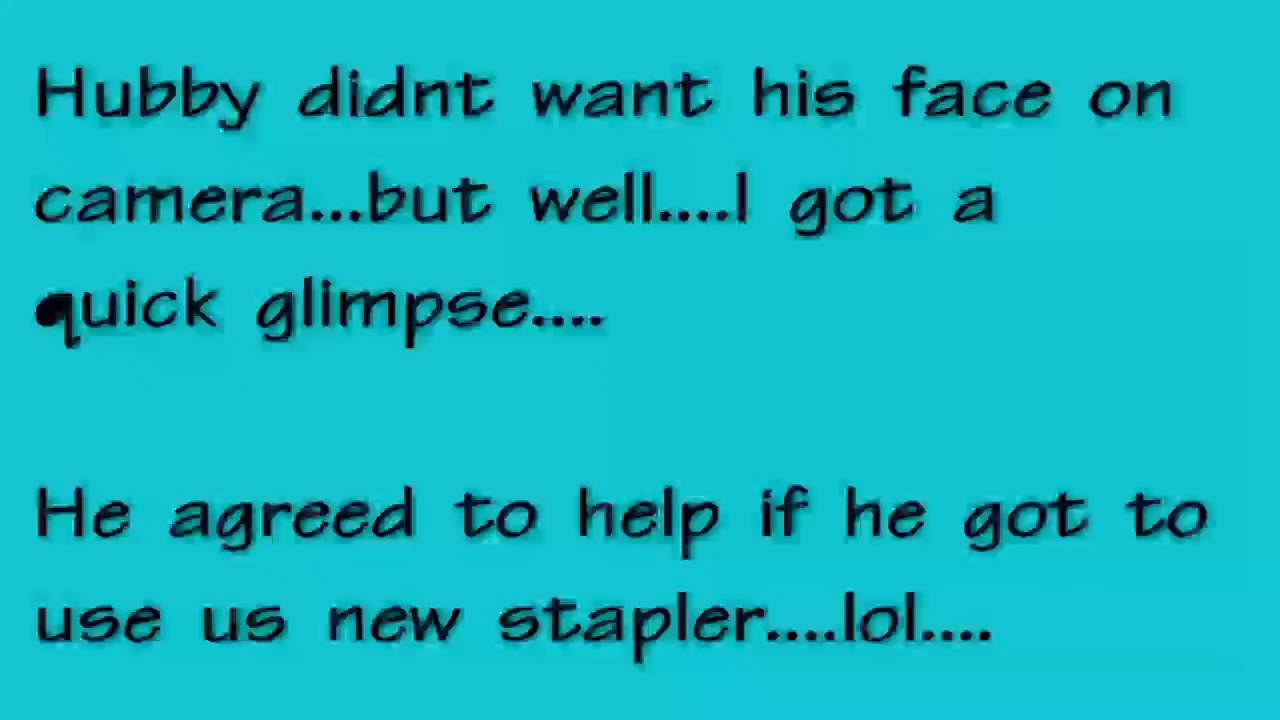 Hubby didnt want his face on
camera...but well....I got a
quick glimpse....
He agreed to help if he got to
use us new stapler....lol....